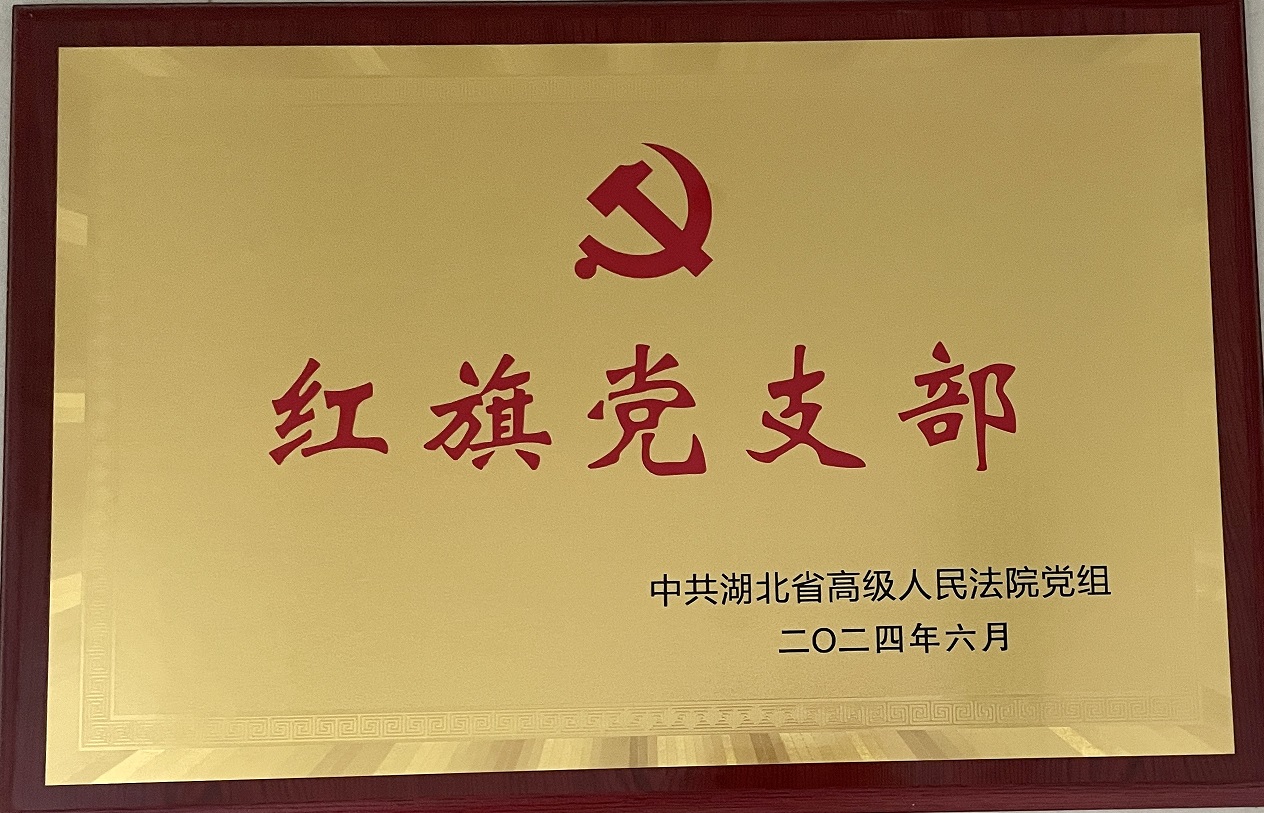 红旗党支部
中共湖北省高级人民法院党组
二〇二四年六月